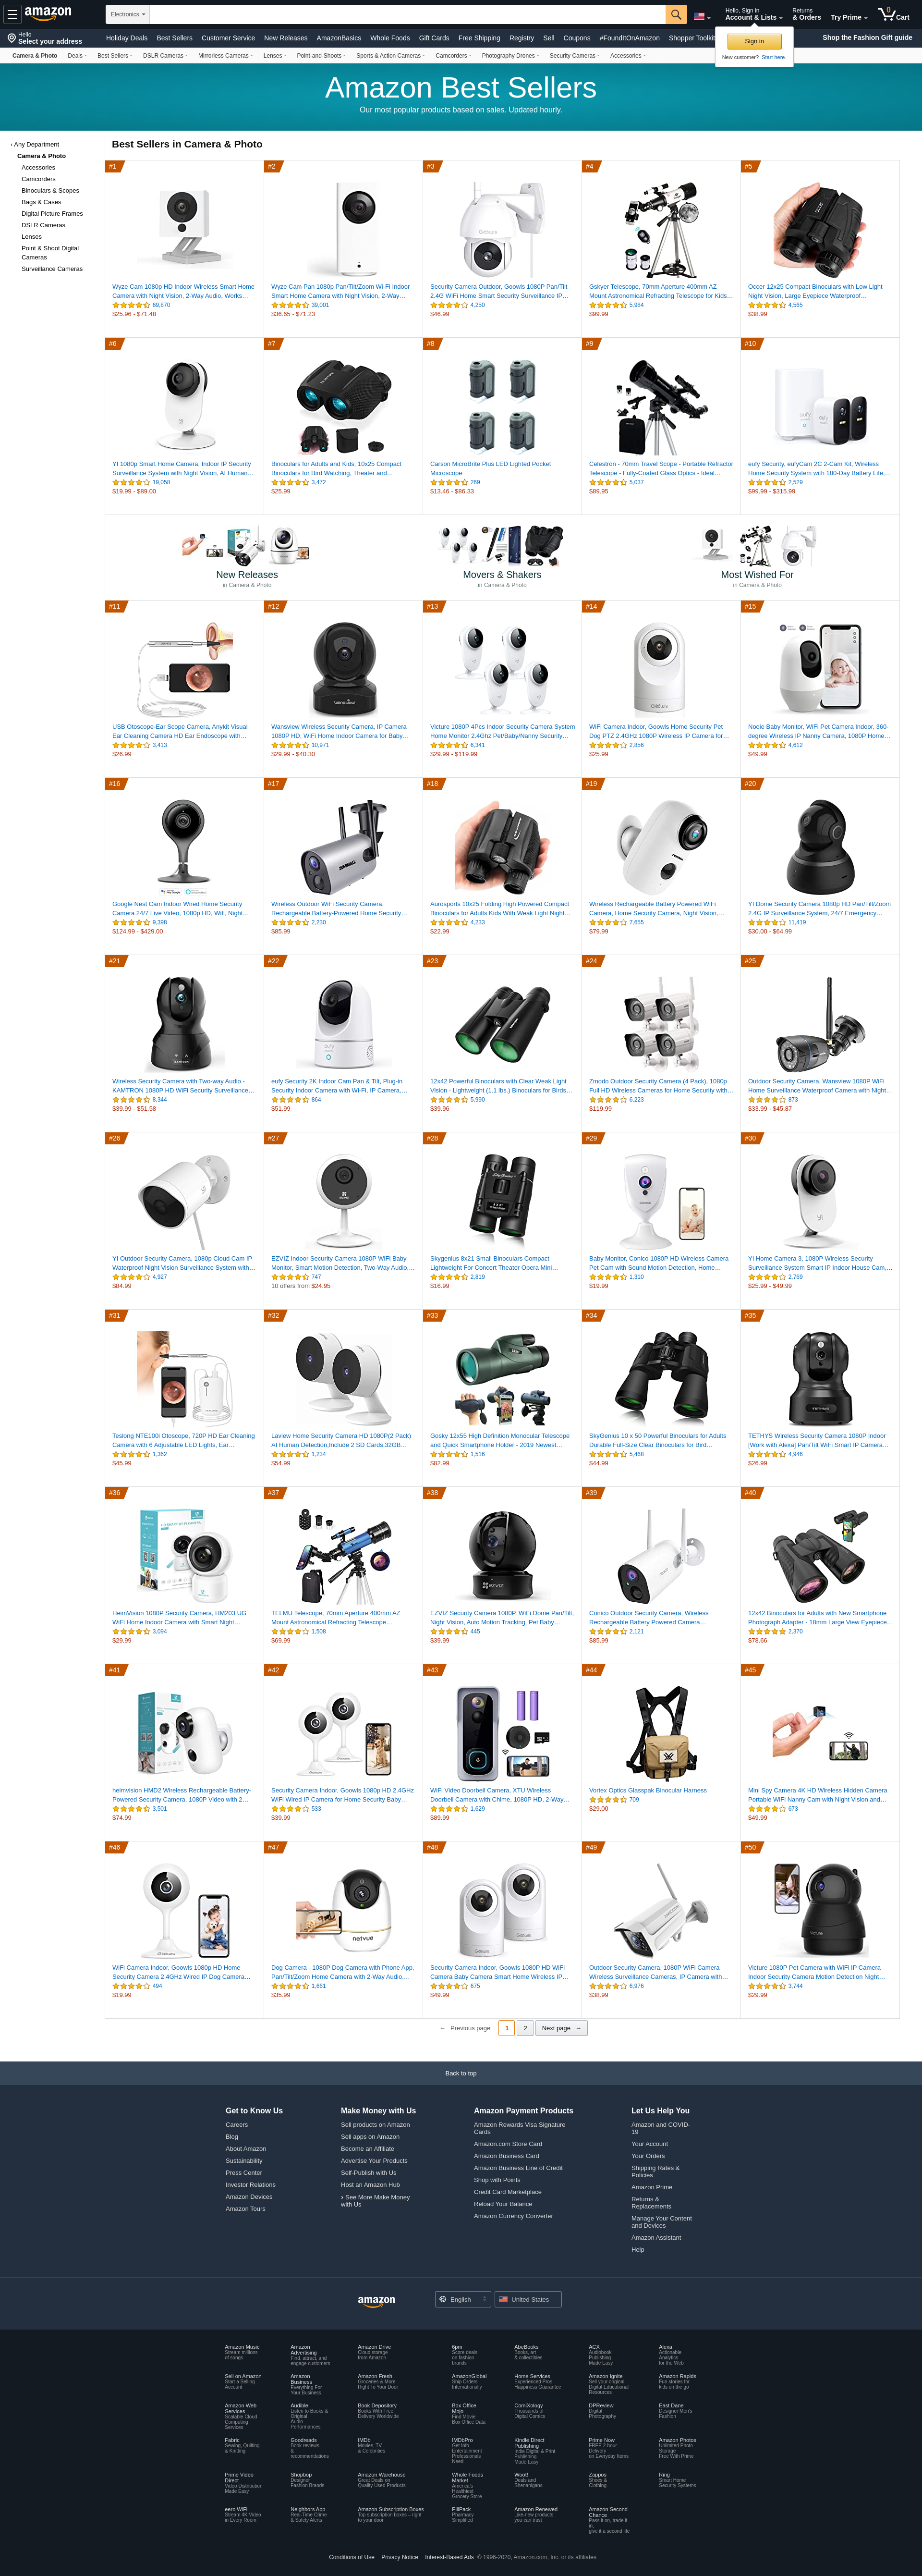 amazon
Electronics
Hello, Sign in
Account & Lists
Returns
& Orders
Try Prime
0
Cart
Hello
Select your address
Holiday Deals Best Sellers Customer Service New Releases AmazonBasics Whole Foods Gift Cards Free Shipping Registry Sell Coupons #FoundItOnAmazon Shopper Toolkit
Shop the Fashion Gift guide
Sign in
New customer? Start here.
Camera & Photo Deals Best Sellers DSLR Cameras Mirrorless Cameras Lenses Point-and-Shoots Sports & Action Cameras Camcorders Photography Drones Security Cameras Accessories
Amazon Best Sellers
Our most popular products based on sales. Updated hourly.
‹ Any Department
Camera & Photo
Accessories
Camcorders
Binoculars & Scopes
Bags & Cases
Digital Picture Frames
DSLR Cameras
Lenses
Point & Shoot Digital
Cameras
Surveillance Cameras
Best Sellers in Camera & Photo
#1
Wyze Cam 1080p HD Indoor Wireless Smart Home
Camera with Night Vision, 2-Way Audio, Works…
69,870
$25.96 - $71.48
#2
Wyze Cam Pan 1080p Pan/Tilt/Zoom Wi-Fi Indoor
Smart Home Camera with Night Vision, 2-Way…
39,001
$36.65 - $71.23
#3
Security Camera Outdoor, Goowls 1080P Pan/Tilt
2.4G WiFi Home Smart Security Surveillance IP…
4,250
$46.99
#4
Gskyer Telescope, 70mm Aperture 400mm AZ
Mount Astronomical Refracting Telescope for Kids…
5,984
$99.99
#5
Occer 12x25 Compact Binoculars with Low Light
Night Vision, Large Eyepiece Waterproof…
4,565
$38.99
#6
YI 1080p Smart Home Camera, Indoor IP Security
Surveillance System with Night Vision, AI Human…
19,058
$19.99 - $89.00
#7
Binoculars for Adults and Kids, 10x25 Compact
Binoculars for Bird Watching, Theater and…
3,472
$25.99
#8
Carson MicroBrite Plus LED Lighted Pocket
Microscope
269
$13.46 - $86.33
#9
Celestron - 70mm Travel Scope - Portable Refractor
Telescope - Fully-Coated Glass Optics - Ideal…
5,037
$89.95
#10
eufy Security, eufyCam 2C 2-Cam Kit, Wireless
Home Security System with 180-Day Battery Life,…
2,529
$99.99 - $315.99
New Releases
in Camera & Photo
Movers & Shakers
in Camera & Photo
Most Wished For
in Camera & Photo
#11
USB Otoscope-Ear Scope Camera, Anykit Visual
Ear Cleaning Camera HD Ear Endoscope with…
3,413
$26.99
#12
Wansview Wireless Security Camera, IP Camera
1080P HD, WiFi Home Indoor Camera for Baby…
10,971
$29.99 - $40.30
#13
Victure 1080P 4Pcs Indoor Security Camera System
Home Monitor 2.4Ghz Pet/Baby/Nanny Security…
6,341
$29.99 - $119.99
#14
WiFi Camera Indoor, Goowls Home Security Pet
Dog PTZ 2.4GHz 1080P Wireless IP Camera for…
2,856
$25.99
#15
Nooie Baby Monitor, WiFi Pet Camera Indoor, 360-
degree Wireless IP Nanny Camera, 1080P Home…
4,612
$49.99
#16
Google Nest Cam Indoor Wired Home Security
Camera 24/7 Live Video, 1080p HD, Wifi, Night…
9,398
$124.99 - $429.00
#17
Wireless Outdoor WiFi Security Camera,
Rechargeable Battery-Powered Home Security…
2,230
$85.99
#18
Aurosports 10x25 Folding High Powered Compact
Binoculars for Adults Kids With Weak Light Night…
4,233
$22.99
#19
Wireless Rechargeable Battery Powered WiFi
Camera, Home Security Camera, Night Vision,…
7,655
$79.99
#20
YI Dome Security Camera 1080p HD Pan/Tilt/Zoom
2.4G IP Surveillance System, 24/7 Emergency…
11,419
$30.00 - $64.99
#21
Wireless Security Camera with Two-way Audio -
KAMTRON 1080P HD WiFi Security Surveillance…
8,344
$39.99 - $51.58
#22
eufy Security 2K Indoor Cam Pan & Tilt, Plug-in
Security Indoor Camera with Wi-Fi, IP Camera,…
864
$51.99
#23
12x42 Powerful Binoculars with Clear Weak Light
Vision - Lightweight (1.1 lbs.) Binoculars for Birds…
5,990
$39.96
#24
Zmodo Outdoor Security Camera (4 Pack), 1080p
Full HD Wireless Cameras for Home Security with…
6,223
$119.99
#25
Outdoor Security Camera, Wansview 1080P WiFi
Home Surveillance Waterproof Camera with Night…
873
$33.99 - $45.87
#26
YI Outdoor Security Camera, 1080p Cloud Cam IP
Waterproof Night Vision Surveillance System with…
4,927
$84.99
#27
EZVIZ Indoor Security Camera 1080P WiFi Baby
Monitor, Smart Motion Detection, Two-Way Audio,…
747
10 offers from $24.95
#28
Skygenius 8x21 Small Binoculars Compact
Lightweight For Concert Theater Opera Mini…
2,819
$16.99
#29
Baby Monitor, Conico 1080P HD Wireless Camera
Pet Cam with Sound Motion Detection, Home…
1,310
$19.99
#30
YI Home Camera 3, 1080P Wireless Security
Surveillance System Smart IP Indoor House Cam,…
2,769
$25.99 - $49.99
#31
Teslong NTE100i Otoscope, 720P HD Ear Cleaning
Camera with 6 Adjustable LED Lights, Ear…
1,362
$45.99
#32
Laview Home Security Camera HD 1080P(2 Pack)
AI Human Detection,Include 2 SD Cards,32GB…
1,234
$54.99
#33
Gosky 12x55 High Definition Monocular Telescope
and Quick Smartphone Holder - 2019 Newest…
1,516
$82.99
#34
SkyGenius 10 x 50 Powerful Binoculars for Adults
Durable Full-Size Clear Binoculars for Bird…
5,468
$44.99
#35
TETHYS Wireless Security Camera 1080P Indoor
[Work with Alexa] Pan/Tilt WiFi Smart IP Camera…
4,946
$26.99
#36
HeimVision 1080P Security Camera, HM203 UG
WiFi Home Indoor Camera with Smart Night…
3,094
$29.99
#37
TELMU Telescope, 70mm Aperture 400mm AZ
Mount Astronomical Refracting Telescope…
1,508
$69.99
#38
EZVIZ Security Camera 1080P, WiFi Dome Pan/Tilt,
Night Vision, Auto Motion Tracking, Pet Baby…
445
$39.99
#39
Conico Outdoor Security Camera, Wireless
Rechargeable Battery Powered Camera…
2,121
$85.99
#40
12x42 Binoculars for Adults with New Smartphone
Photograph Adapter - 18mm Large View Eyepiece…
2,370
$78.66
#41
heimvision HMD2 Wireless Rechargeable Battery-
Powered Security Camera, 1080P Video with 2…
3,501
$74.99
#42
Security Camera Indoor, Goowls 1080p HD 2.4GHz
WiFi Wired IP Camera for Home Security Baby…
533
$39.99
#43
WiFi Video Doorbell Camera, XTU Wireless
Doorbell Camera with Chime, 1080P HD, 2-Way…
1,629
$89.99
#44
Vortex Optics Glasspak Binocular Harness
709
$29.00
#45
Mini Spy Camera 4K HD Wireless Hidden Camera
Portable WiFi Nanny Cam with Night Vision and…
673
$49.99
#46
WiFi Camera Indoor, Goowls 1080p HD Home
Security Camera 2.4GHz Wired IP Dog Camera…
494
$19.99
#47
Dog Camera - 1080P Dog Camera with Phone App,
Pan/Tilt/Zoom Home Camera with 2-Way Audio,…
1,661
$35.99
#48
Security Camera Indoor, Goowls 1080P HD WiFi
Camera Baby Camera Smart Home Wireless IP…
675
$49.99
#49
Outdoor Security Camera, 1080P WiFi Camera
Wireless Surveillance Cameras, IP Camera with…
6,976
$38.99
#50
Victure 1080P Pet Camera with WiFi IP Camera
Indoor Security Camera Motion Detection Night…
3,744
$29.99
← Previous page 1 2 Next page →
Back to top
Get to Know Us
Careers
Blog
About Amazon
Sustainability
Press Center
Investor Relations
Amazon Devices
Amazon Tours
Make Money with Us
Sell products on Amazon
Sell apps on Amazon
Become an Affiliate
Advertise Your Products
Self-Publish with Us
Host an Amazon Hub
› See More Make Money
with Us
Amazon Payment Products
Amazon Rewards Visa Signature
Cards
Amazon.com Store Card
Amazon Business Card
Amazon Business Line of Credit
Shop with Points
Credit Card Marketplace
Reload Your Balance
Amazon Currency Converter
Let Us Help You
Amazon and COVID-
19
Your Account
Your Orders
Shipping Rates &
Policies
Amazon Prime
Returns &
Replacements
Manage Your Content
and Devices
Amazon Assistant
Help
amazon
English
United States
Amazon Music
Stream millions
of songs
Amazon
Advertising
Find, attract, and
engage customers
Amazon Drive
Cloud storage
from Amazon
6pm
Score deals
on fashion
brands
AbeBooks
Books, art
& collectibles
ACX
Audiobook
Publishing
Made Easy
Alexa
Actionable
Analytics
for the Web
Sell on Amazon
Start a Selling
Account
Amazon
Business
Everything For
Your Business
Amazon Fresh
Groceries & More
Right To Your Door
AmazonGlobal
Ship Orders
Internationally
Home Services
Experienced Pros
Happiness Guarantee
Amazon Ignite
Sell your original
Digital Educational
Resources
Amazon Rapids
Fun stories for
kids on the go
Amazon Web
Services
Scalable Cloud
Computing
Services
Audible
Listen to Books &
Original
Audio
Performances
Book Depository
Books With Free
Delivery Worldwide
Box Office
Mojo
Find Movie
Box Office Data
ComiXology
Thousands of
Digital Comics
DPReview
Digital
Photography
East Dane
Designer Men's
Fashion
Fabric
Sewing, Quilting
& Knitting
Goodreads
Book reviews
&
recommendations
IMDb
Movies, TV
& Celebrities
IMDbPro
Get Info
Entertainment
Professionals
Need
Kindle Direct
Publishing
Indie Digital & Print
Publishing
Made Easy
Prime Now
FREE 2-hour
Delivery
on Everyday Items
Amazon Photos
Unlimited Photo
Storage
Free With Prime
Prime Video
Direct
Video Distribution
Made Easy
Shopbop
Designer
Fashion Brands
Amazon Warehouse
Great Deals on
Quality Used Products
Whole Foods
Market
America's
Healthiest
Grocery Store
Woot!
Deals and
Shenanigans
Zappos
Shoes &
Clothing
Ring
Smart Home
Security Systems
eero WiFi
Stream 4K Video
in Every Room
Neighbors App
Real-Time Crime
& Safety Alerts
Amazon Subscription Boxes
Top subscription boxes – right
to your door
PillPack
Pharmacy
Simplified
Amazon Renewed
Like-new products
you can trust
Amazon Second
Chance
Pass it on, trade it
in,
give it a second life
Conditions of Use Privacy Notice Interest-Based Ads © 1996-2020, Amazon.com, Inc. or its affiliates